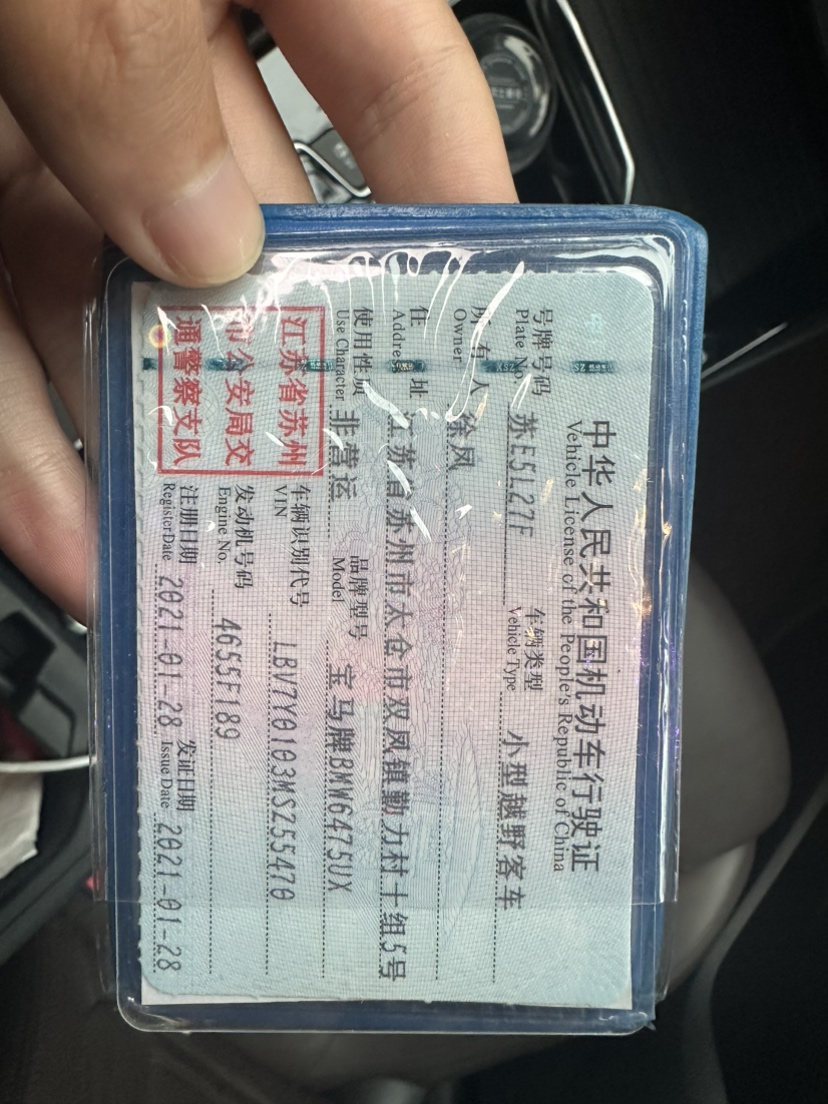 中华人民共和国机动车行驶证
Vehicle License of the People's Republic of China
号牌号码 苏E5L27F 车辆类型 小型越野客车
Plate No. Vehicle Type
所有人 徐凤
Owner
住址 江苏省苏州市太仓市双凤镇勤力村十组5号
Address
使用性质 非营运 品牌型号 宝马牌BMW6475UX
Use Character Model
江苏省苏州
市公安局交
通警察支队
车辆识别代号 LBV7Y0103MSZ55470
VIN
发动机号码 4655F189
Engine No.
注册日期 2021-01-28 发证日期 2021-01-28
Register Date Issue Date